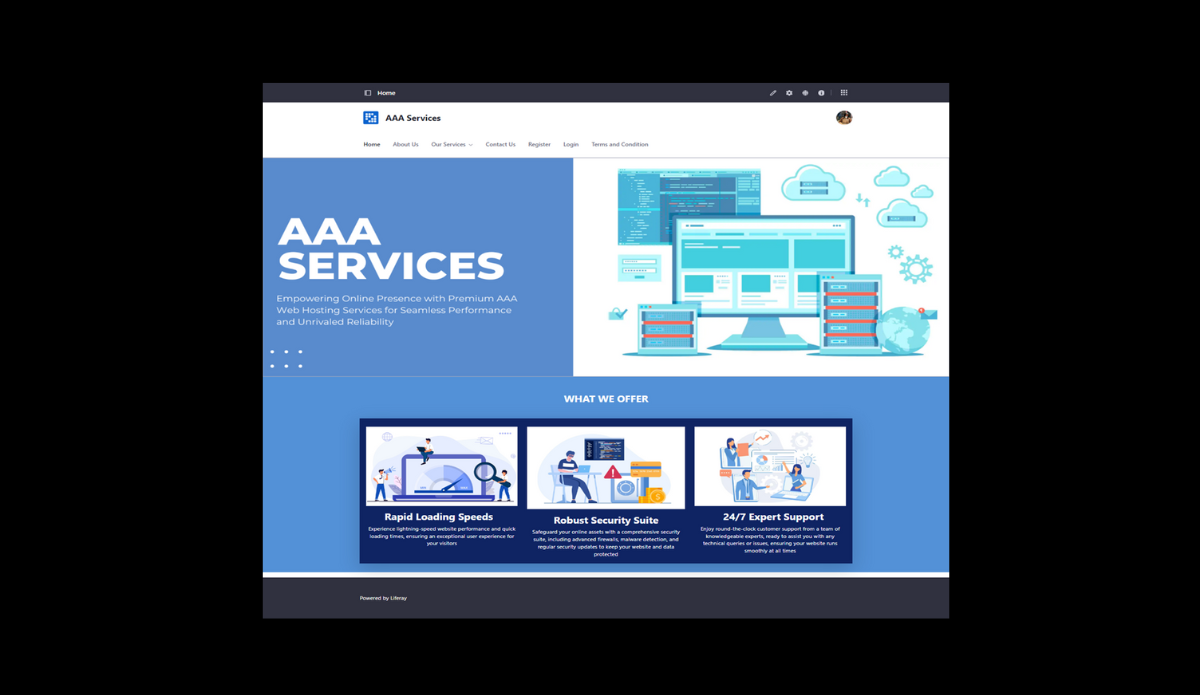 Home
AAA Services
Home About Us Our Services Contact Us Register Login Terms and Condition
AAA
SERVICES
Empowering Online Presence with Premium AAA
Web Hosting Services for Seamless Performance
and Unrivaled Reliability
WHAT WE OFFER
Rapid Loading Speeds
Experience lightning-speed website performance and quick
loading times, ensuring an exceptional user experience for
your visitors
Robust Security Suite
Safeguard your online assets with a comprehensive security
suite, including advanced firewalls, malware detection, and
regular security updates to keep your website and data
protected
24/7 Expert Support
Enjoy round-the-clock customer support from a team of
knowledgeable experts, ready to assist you with any
technical queries or issues, ensuring your website runs
smoothly at all times
Powered by Liferay